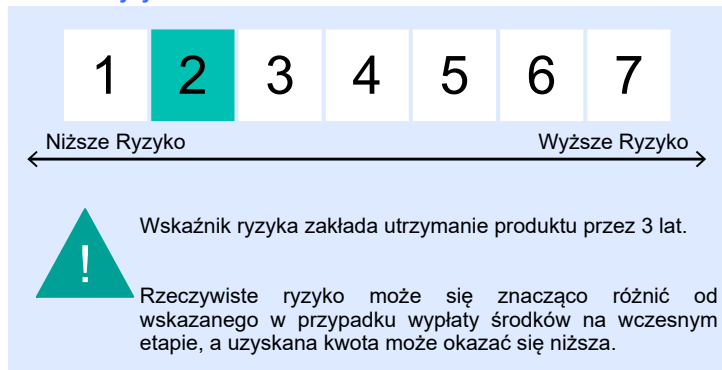 1 2 3 4 5 6 7
Niższe Ryzyko Wyższe Ryzyko
Wskaźnik ryzyka zakłada utrzymanie produktu przez 3 lat.
!
Rzeczywiste ryzyko może się znacząco różnić od
wskazanego w przypadku wypłaty środków na wczesnym
etapie, a uzyskana kwota może okazać się niższa.